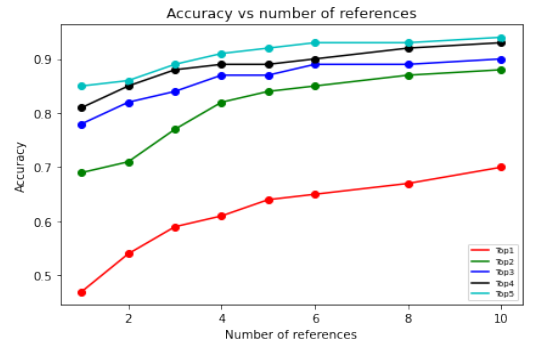 Accuracy vs number of references
Accuracy
0.9
0.8
0.7
0.6
0.5
2 4 6 8 10
Number of references
Top1
Top2
Top3
Top4
Top5